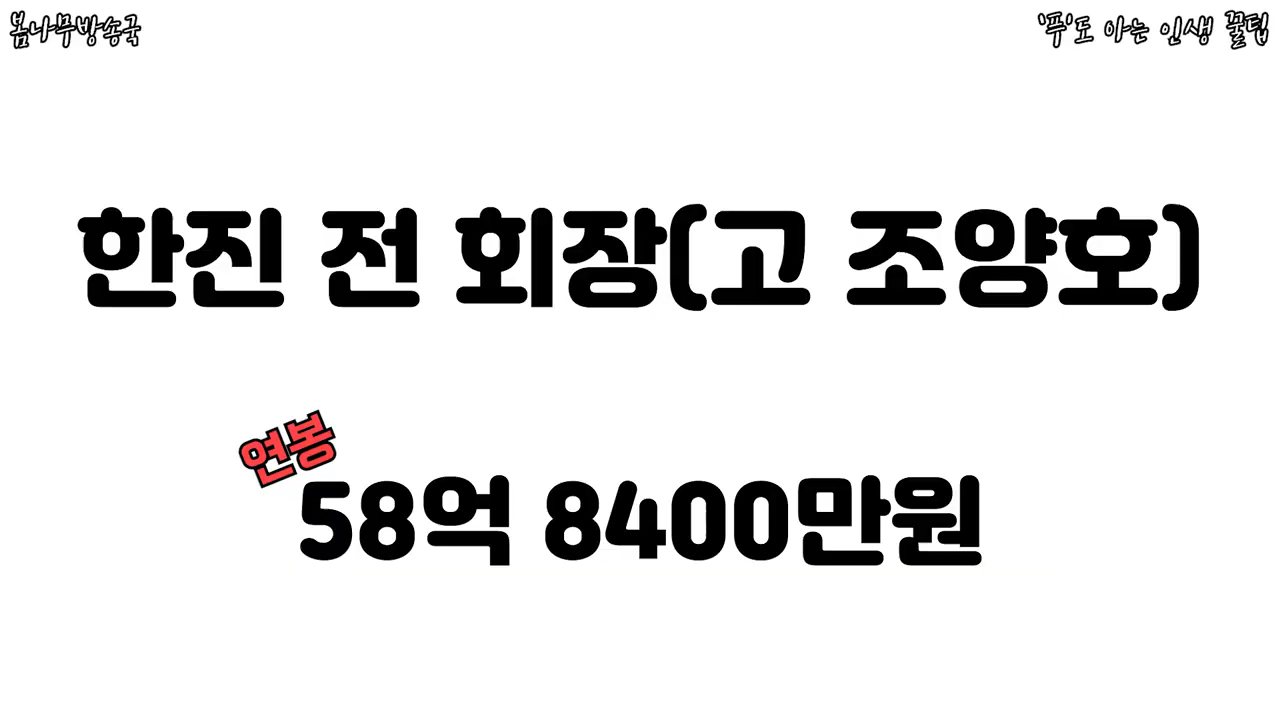 봄나무방송국
'푸'도 아는 인생 꿀팁
한진 전 회장(고 조양호)
연봉
58억 8400만원